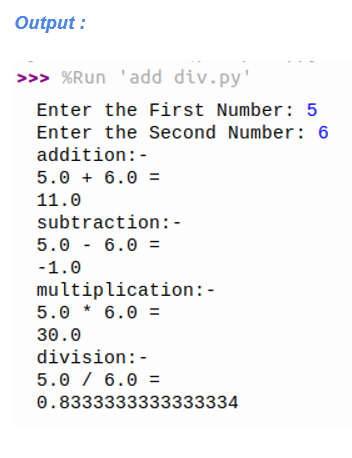 Output :
>>> %Run 'add div.py'
Enter the First Number: 5
Enter the Second Number: 6
addition:-
5.0 + 6.0 =
11.0
subtraction:-
5.0 - 6.0 =
-1.0
multiplication:-
5.0 * 6.0 =
30.0
division:-
5.0 / 6.0 =
0.8333333333333334